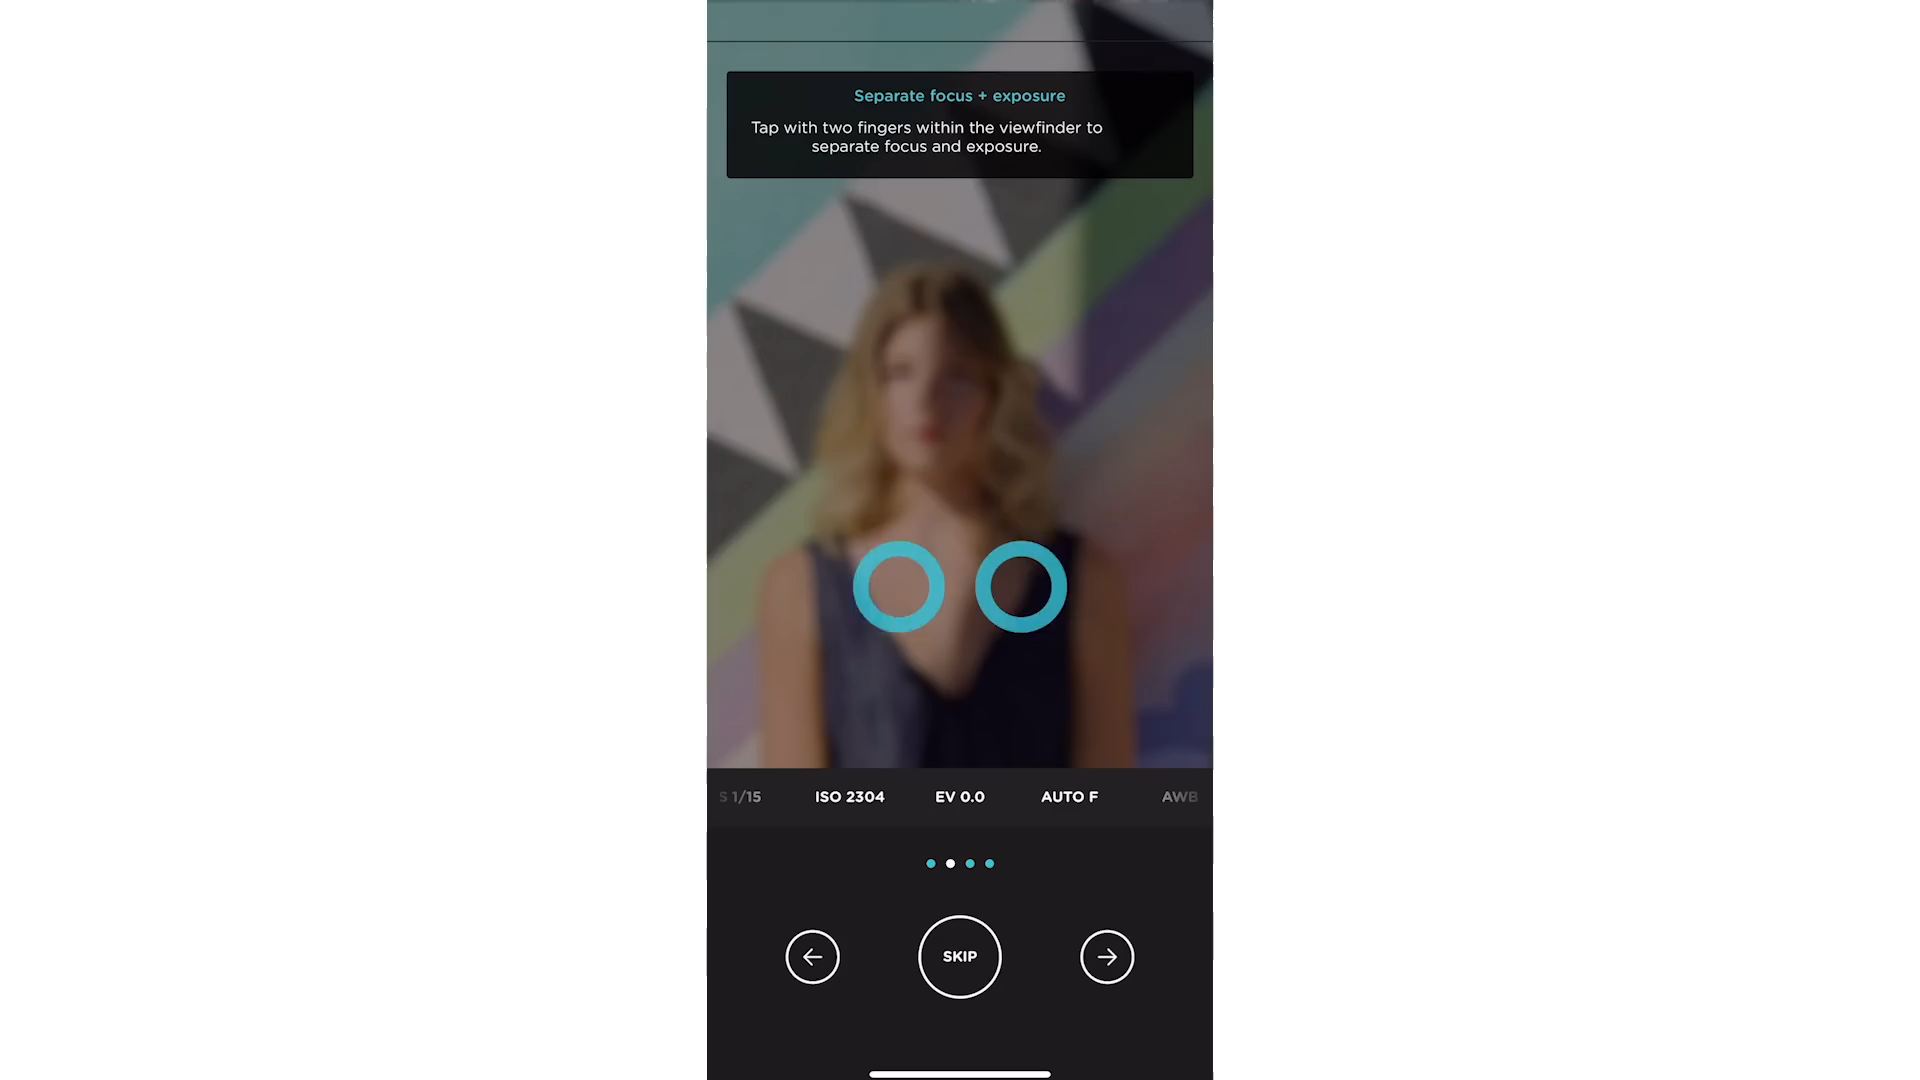 Separate focus + exposure
Tap with two fingers within the viewfinder to
separate focus and exposure.
S 1/15 ISO 2304 EV 0.0 AUTO F AWB
SKIP